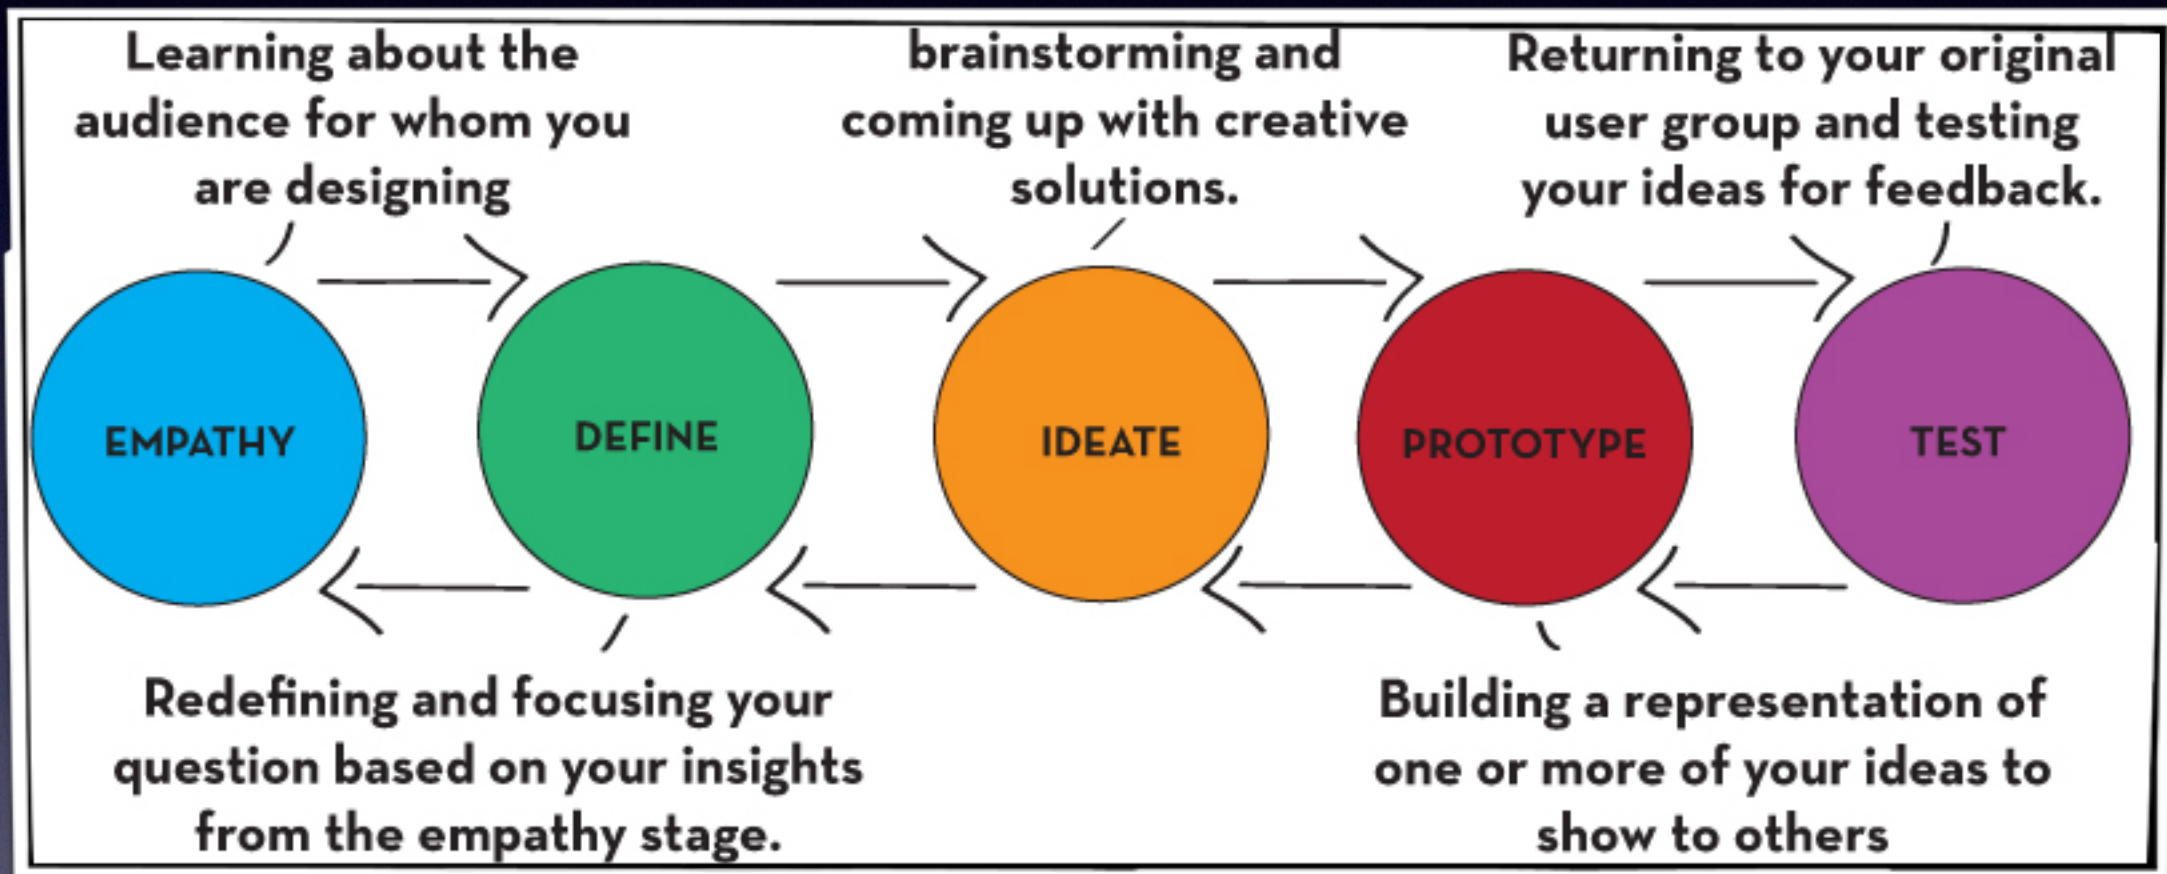 Learning about the
audience for whom you
are designing
brainstorming and
coming up with creative
solutions.
Returning to your original
user group and testing
your ideas for feedback.
EMPATHY
DEFINE
IDEATE
PROTOTYPE
TEST
Redefining and focusing your
question based on your insights
from the empathy stage.
Building a representation of
one or more of your ideas to
show to others